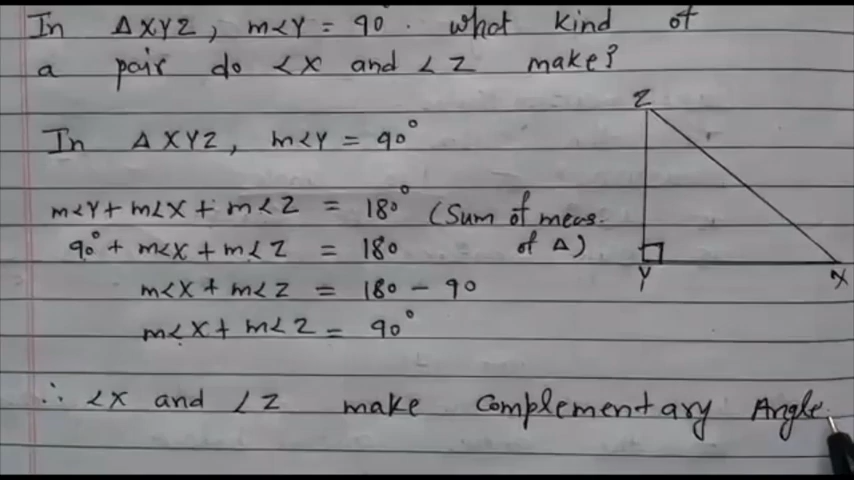 In ΔXYZ, m<Y = 90°. what kind of
a pair do <X and <Z make?
Z
In ΔXYZ, m<Y = 90°
m<Y + m<X + m<Z = 180° (Sum of meas.
90° + m<X + m<Z = 180 of Δ)
Y X
m<X + m<Z = 180 - 90
m<X + m<Z = 90°
∴ <X and <Z make Complementary Angle.